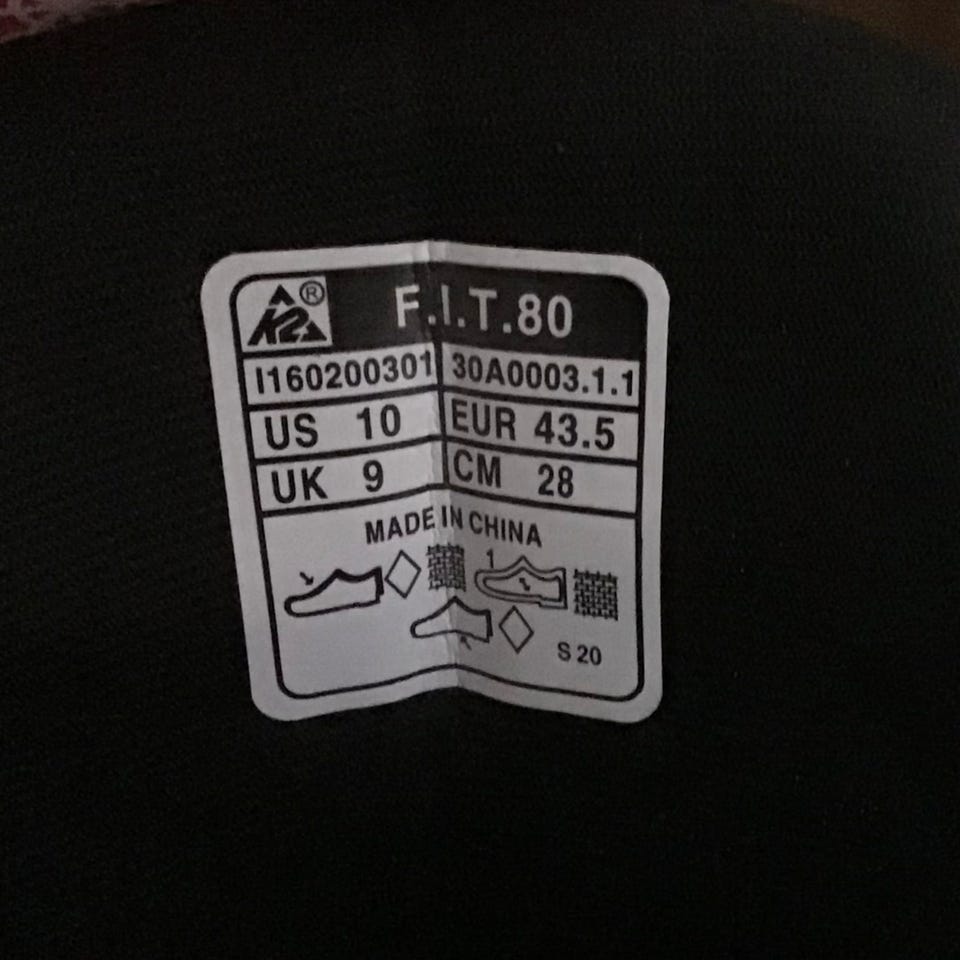 K2® F.I.T.80
I160200301 30A0003.1.1
US 10 EUR 43.5
UK 9 CM 28
MADE IN CHINA
1
S 20